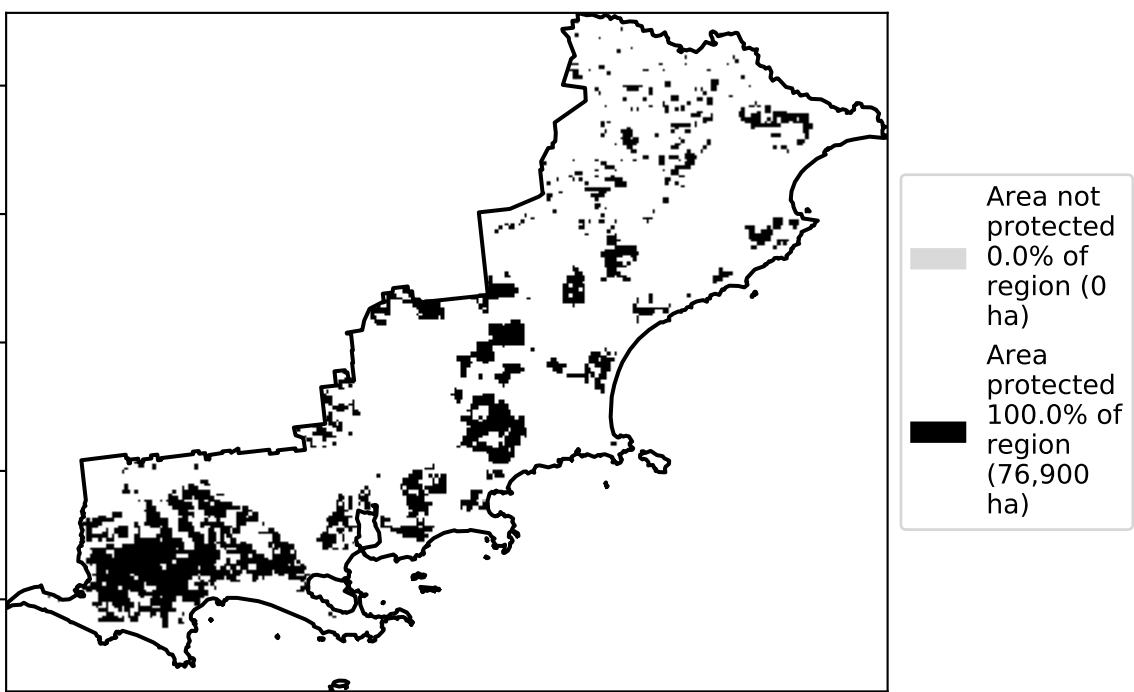 Area not
protected
0.0% of
region (0
ha)
Area
protected
100.0% of
region
(76,900
ha)